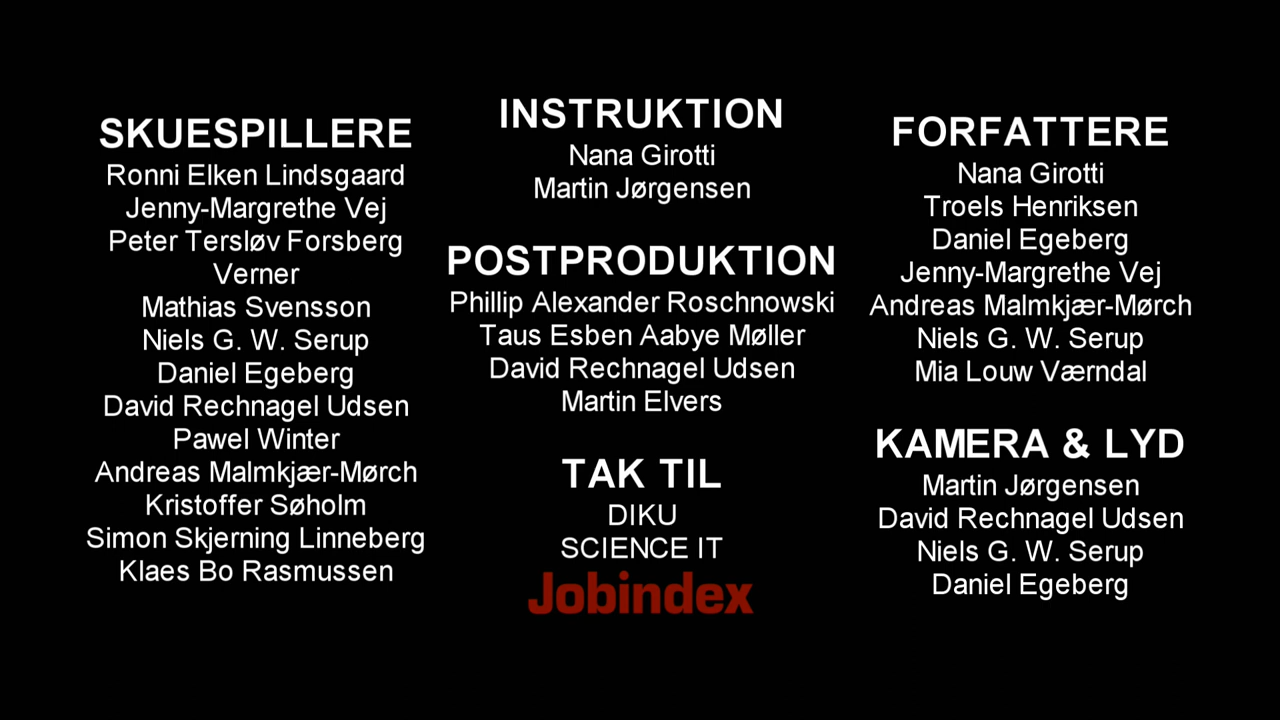 SKUESPILLERE
Ronni Elken Lindsgaard
Jenny-Margrethe Vej
Peter Tersløv Forsberg
Verner
Mathias Svensson
Niels G. W. Serup
Daniel Egeberg
David Rechnagel Udsen
Pawel Winter
Andreas Malmkjær-Mørch
Kristoffer Søholm
Simon Skjerning Linneberg
Klaes Bo Rasmussen
INSTRUKTION
Nana Girotti
Martin Jørgensen
POSTPRODUKTION
Phillip Alexander Roschnowski
Taus Esben Aabye Møller
David Rechnagel Udsen
Martin Elvers
TAK TIL
DIKU
SCIENCE IT
Jobindex
FORFATTERE
Nana Girotti
Troels Henriksen
Daniel Egeberg
Jenny-Margrethe Vej
Andreas Malmkjær-Mørch
Niels G. W. Serup
Mia Louw Værndal
KAMERA & LYD
Martin Jørgensen
David Rechnagel Udsen
Niels G. W. Serup
Daniel Egeberg